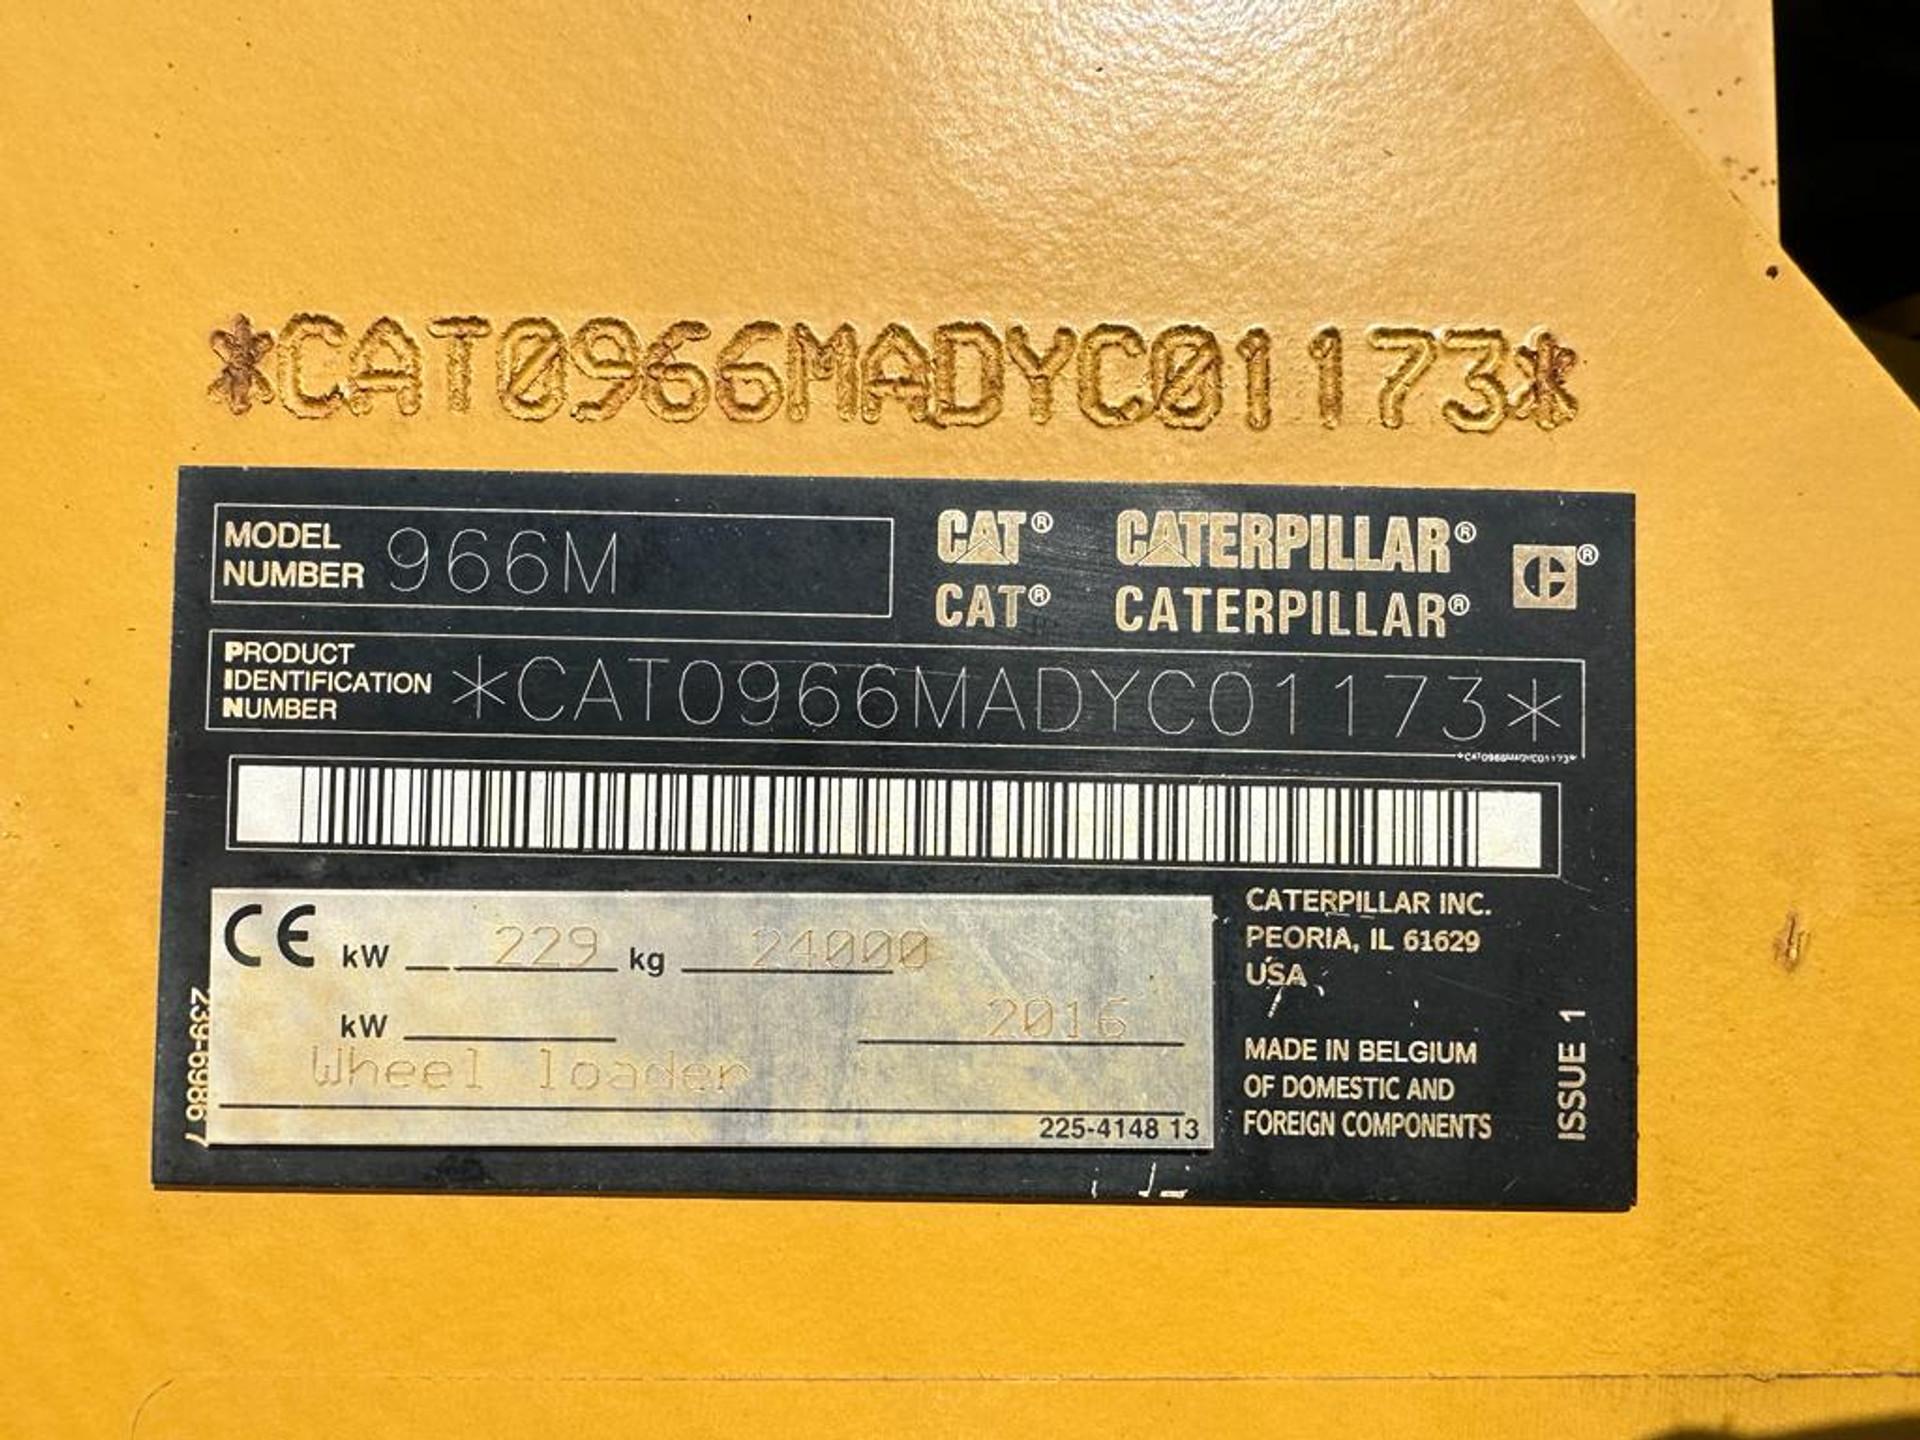 *CAT0966MADYC01173*
MODEL NUMBER 966M
CAT® CATERPILLAR®
CAT® CATERPILLAR®
PRODUCT IDENTIFICATION NUMBER *CAT0966MADYC01173*
*CAT0966MADYC01173*
CE kW 229 kg 24000
kW 2016
Wheel loader
225-4148 13
239-6986 7
CATERPILLAR INC.
PEORIA, IL 61629
USA
MADE IN BELGIUM
OF DOMESTIC AND
FOREIGN COMPONENTS
ISSUE 1